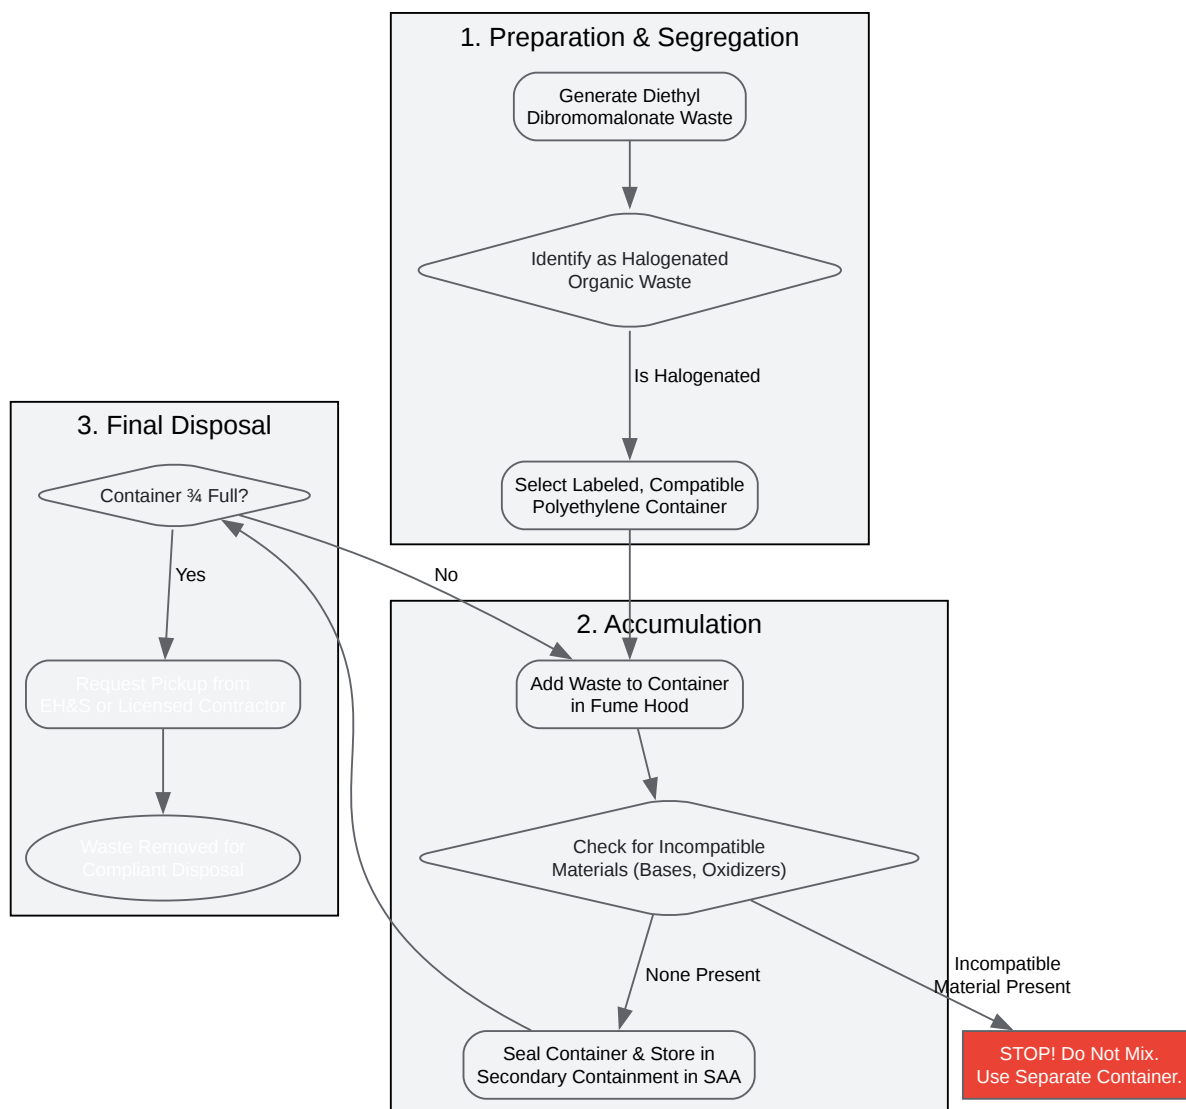 1. Preparation & Segregation
Generate Diethyl
Dibromomalonate Waste
Identify as Halogenated
Organic Waste
Is Halogenated
Select Labeled, Compatible
Polyethylene Container
3. Final Disposal
Container ¾ Full?
Yes
No
Request Pickup from
EH&S or Licensed Contractor
Waste Removed for
Compliant Disposal
2. Accumulation
Add Waste to Container
in Fume Hood
Check for Incompatible
Materials (Bases, Oxidizers)
None Present
Incompatible
Material Present
Seal Container & Store in
Secondary Containment in SAA
STOP! Do Not Mix.
Use Separate Container.